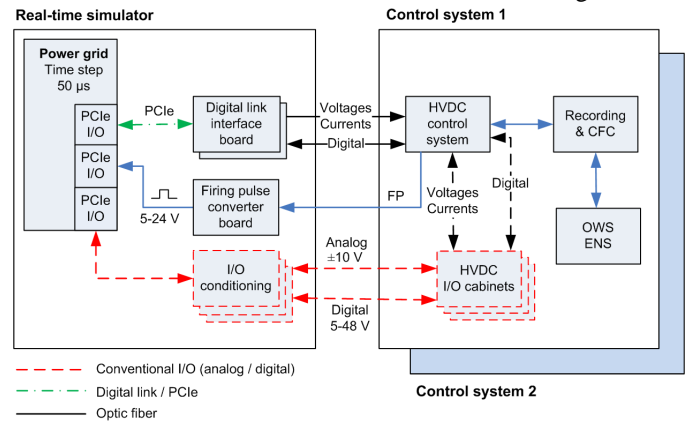 Real-time simulator
Control system 1
Power grid
Time step
50 µs
PCIe
I/O
PCIe
I/O
PCIe
I/O
PCIe
Digital link
interface
board
Voltages
Currents
Digital
HVDC
control
system
Recording
& CFC
5-24 V
Firing pulse
converter
board
FP
Voltages
Currents
Digital
OWS
ENS
I/O
conditioning
Analog
±10 V
Digital
5-48 V
HVDC
I/O cabinets
Conventional I/O (analog / digital)
Digital link / PCIe
Optic fiber
Control system 2